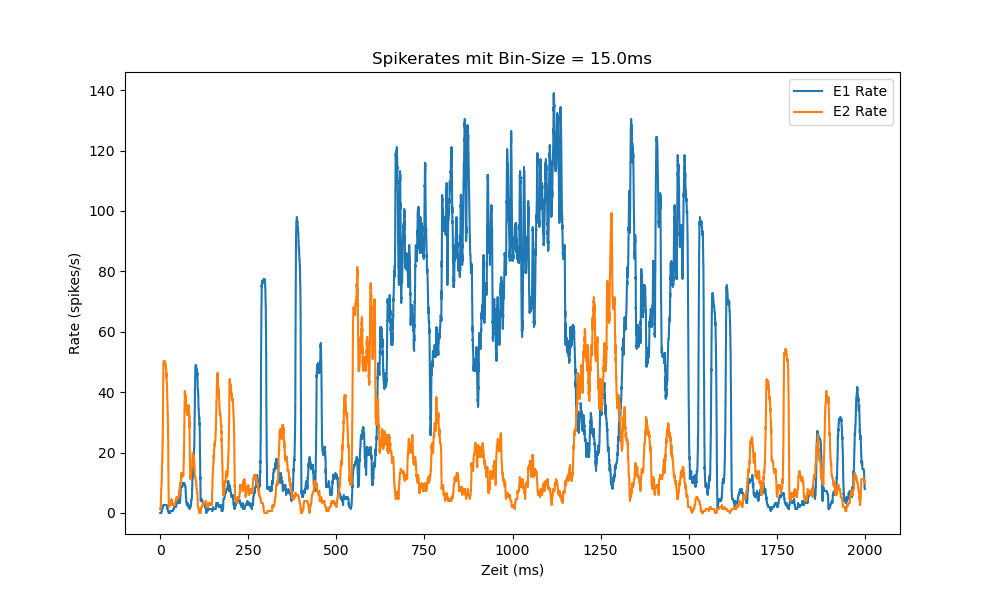 Spikerates mit Bin-Size = 15.0ms
E1 Rate
E2 Rate
140
120
100
80
60
40
20
0
Rate (spikes/s)
0 250 500 750 1000 1250 1500 1750 2000
Zeit (ms)